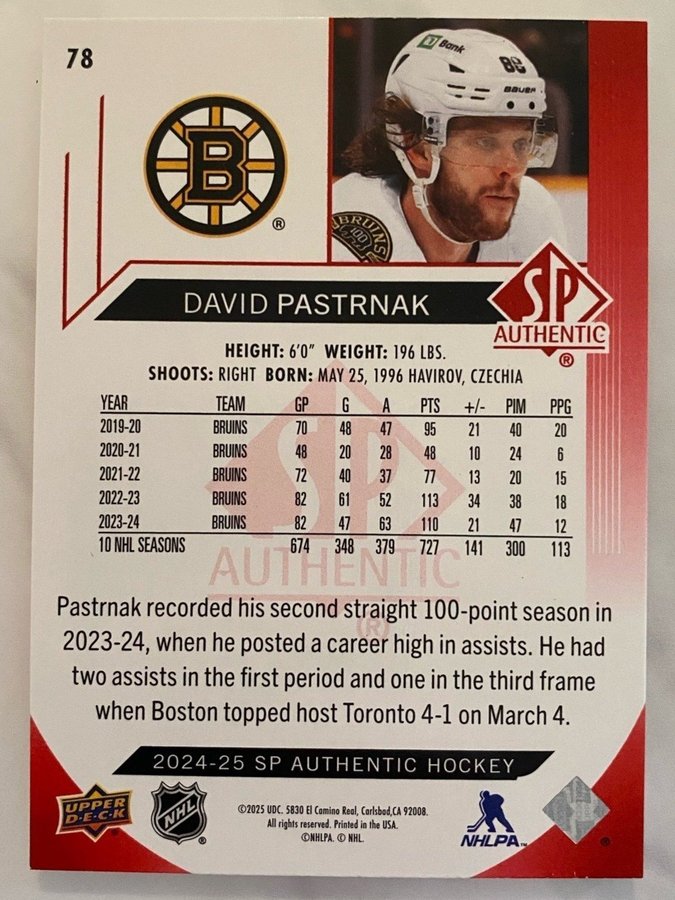 78
Bank
88
BAUER
B
®
BRUINS
100
DAVID PASTRNAK
SP
AUTHENTIC
®
HEIGHT: 6'0" WEIGHT: 196 LBS.
SHOOTS: RIGHT BORN: MAY 25, 1996 HAVIROV, CZECHIA
YEAR TEAM GP G A PTS +/- PIM PPG
2019-20 BRUINS 70 48 47 95 21 40 20
2020-21 BRUINS 48 20 28 48 10 24 6
2021-22 BRUINS 72 40 37 77 13 20 15
2022-23 BRUINS 82 61 52 113 34 38 18
2023-24 BRUINS 82 47 63 110 21 47 12
10 NHL SEASONS 674 348 379 727 141 300 113
SP
AUTHENTIC
®
Pastrnak recorded his second straight 100-point season in
2023-24, when he posted a career high in assists. He had
two assists in the first period and one in the third frame
when Boston topped host Toronto 4-1 on March 4.
2024-25 SP AUTHENTIC HOCKEY
UPPER
DECK
NHL
®
©2025 UDC. 5830 El Camino Real, Carlsbad,CA 92008.
All rights reserved. Printed in the USA.
©NHLPA. © NHL.
NHLPA
®